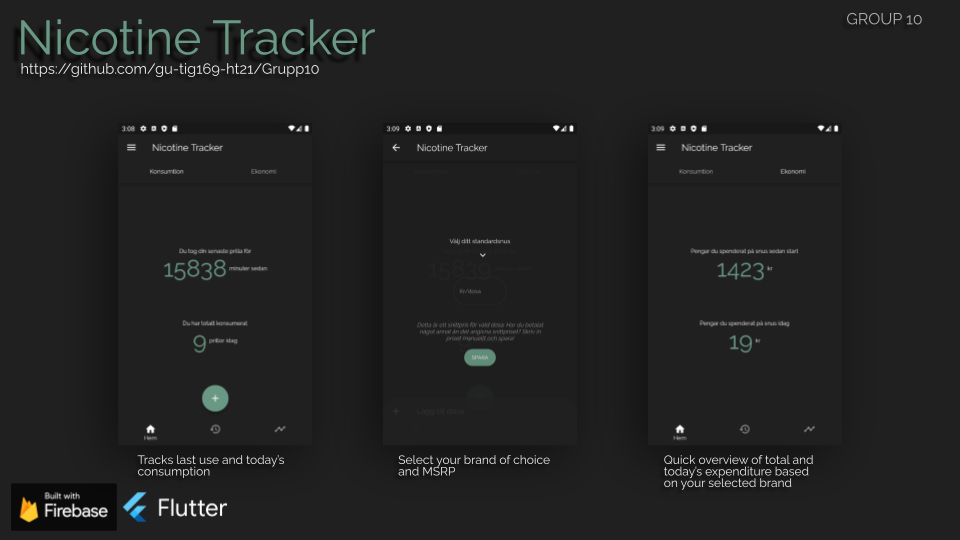 Nicotine Tracker
GROUP 10
https://github.com/gu-tig169-ht21/Grupp10
3:08
Nicotine Tracker
Konsumtion Ekonomi
Du tog din senaste prilla för
15838 minuter sedan
Du har totalt konsumerat
9 prillor idag
+
Hem
Tracks last use and today's
consumption
3:09
Nicotine Tracker
Välj ditt standardsnus
15839
Kr/dosa
Detta är ett snittpris för vald dosa. Har du betalat
något annat än det angivna snittpriset? Skriv in
priset manuellt och spara!
SPARA
Select your brand of choice
and MSRP
3:09
Nicotine Tracker
Konsumtion Ekonomi
Pengar du spenderat på snus sedan start
1423 kr
Pengar du spenderat på snus idag
19 kr
Hem
Quick overview of total and
today's expenditure based
on your selected brand
Built with
Firebase
Flutter